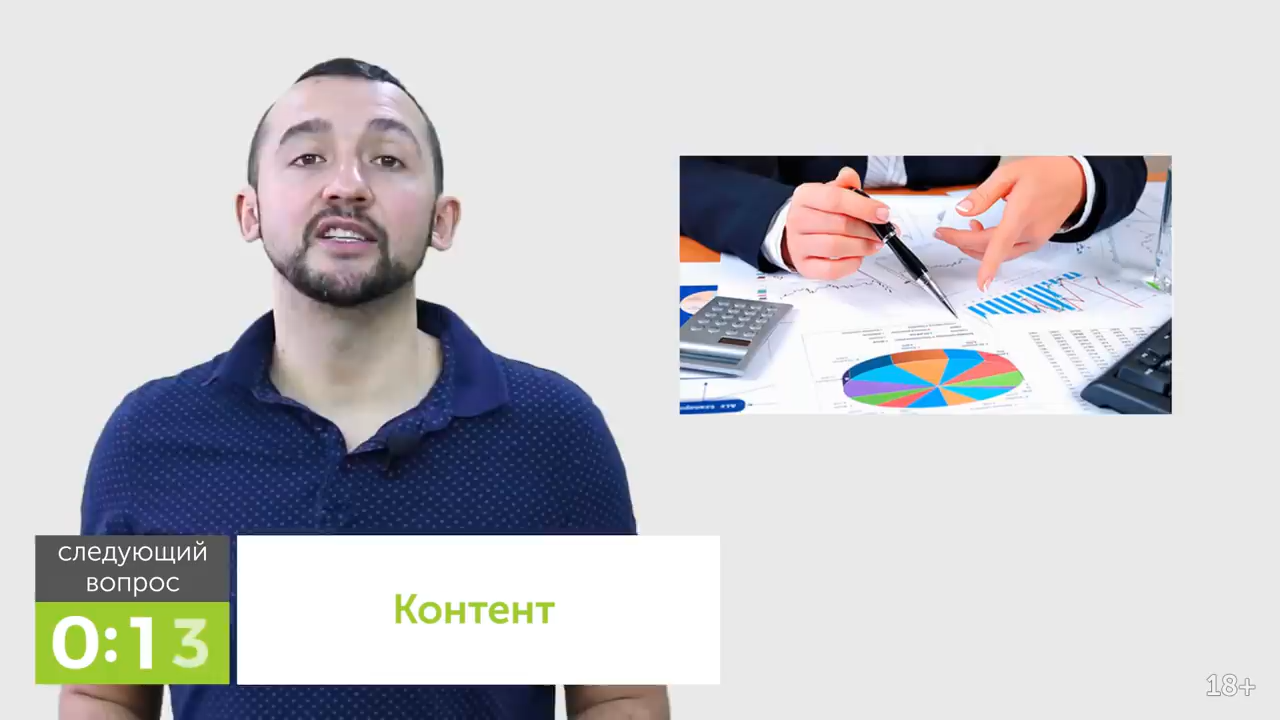 следующий
вопрос
0:13
Контент
18+